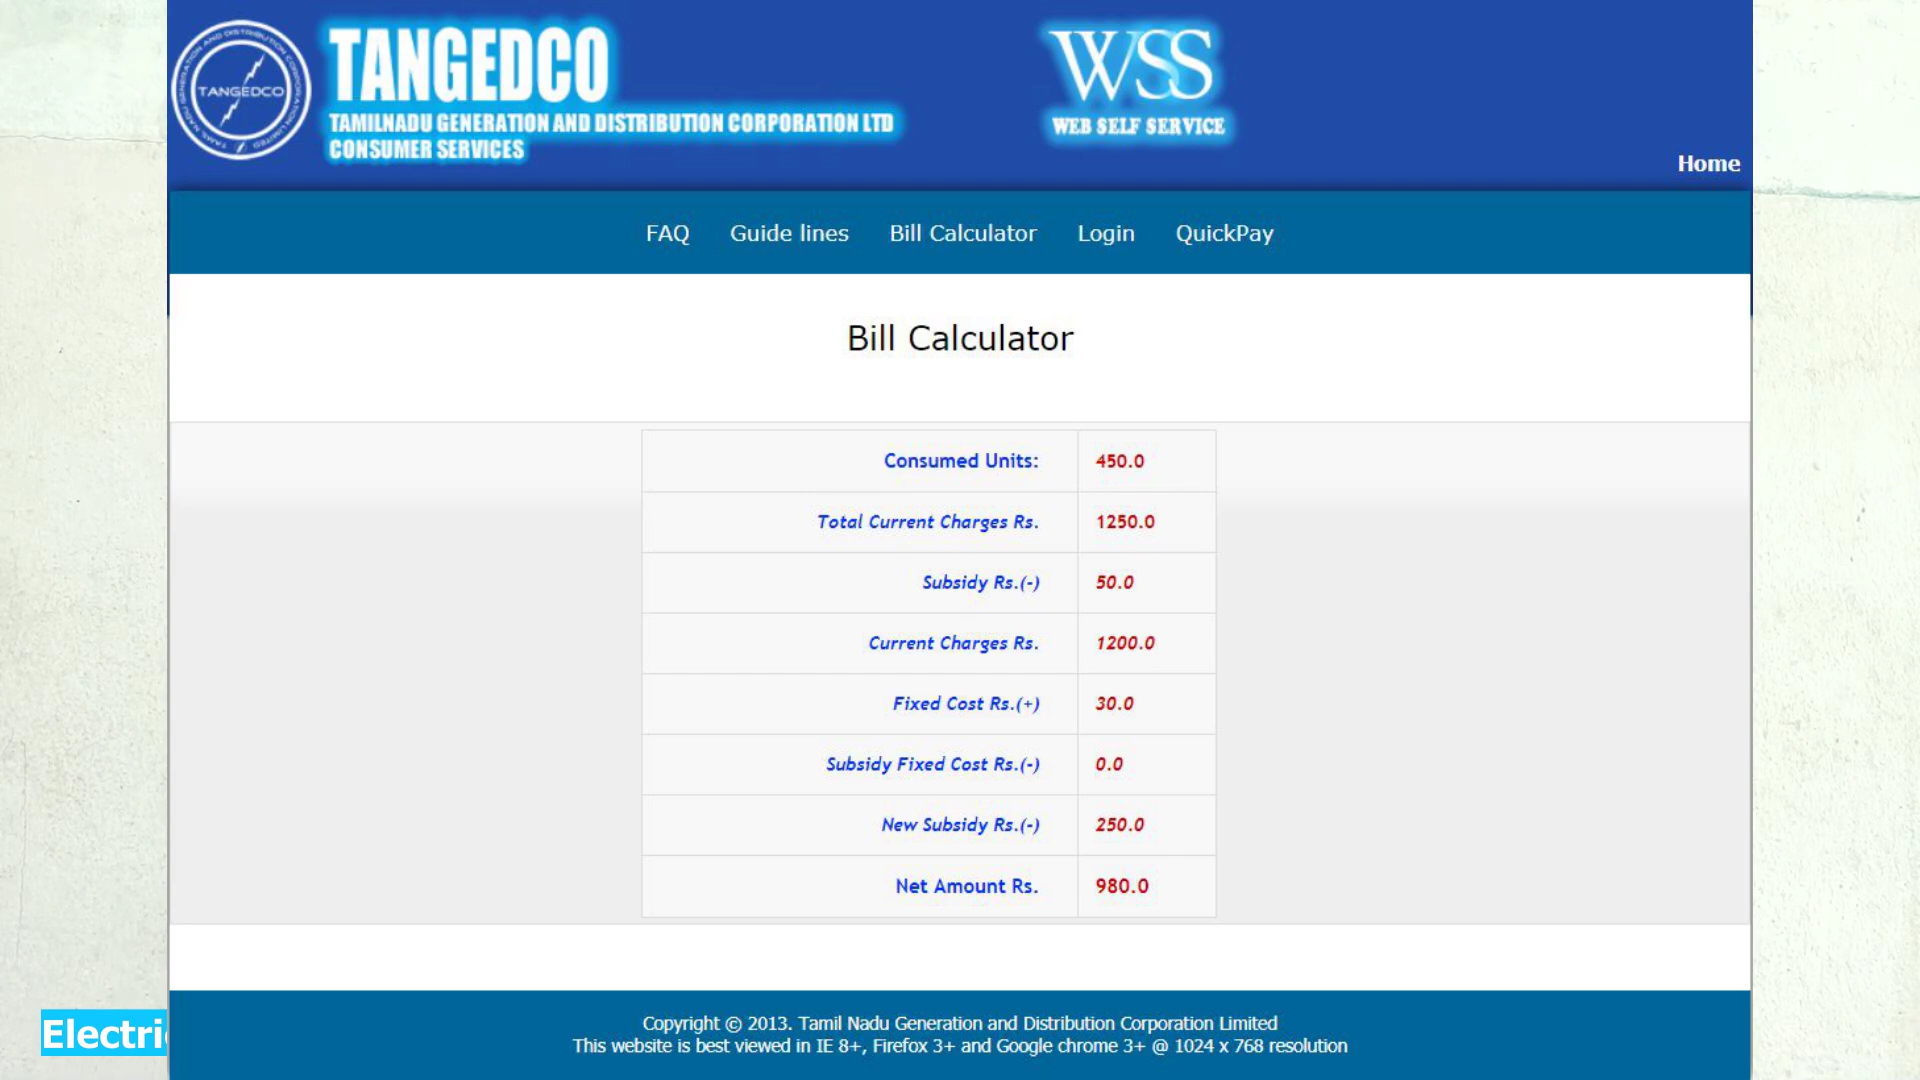 TANGEDCO
TANGEDCO
TAMILNADU GENERATION AND DISTRIBUTION CORPORATION LTD
CONSUMER SERVICES
WSS
WEB SELF SERVICE
Home
FAQ Guide lines Bill Calculator Login QuickPay
Bill Calculator
Consumed Units: 450.0
Total Current Charges Rs. 1250.0
Subsidy Rs.(-) 50.0
Current Charges Rs. 1200.0
Fixed Cost Rs.(+) 30.0
Subsidy Fixed Cost Rs.(-) 0.0
New Subsidy Rs.(-) 250.0
Net Amount Rs. 980.0
Electri
Copyright © 2013. Tamil Nadu Generation and Distribution Corporation Limited
This website is best viewed in IE 8+, Firefox 3+ and Google chrome 3+ @ 1024 x 768 resolution